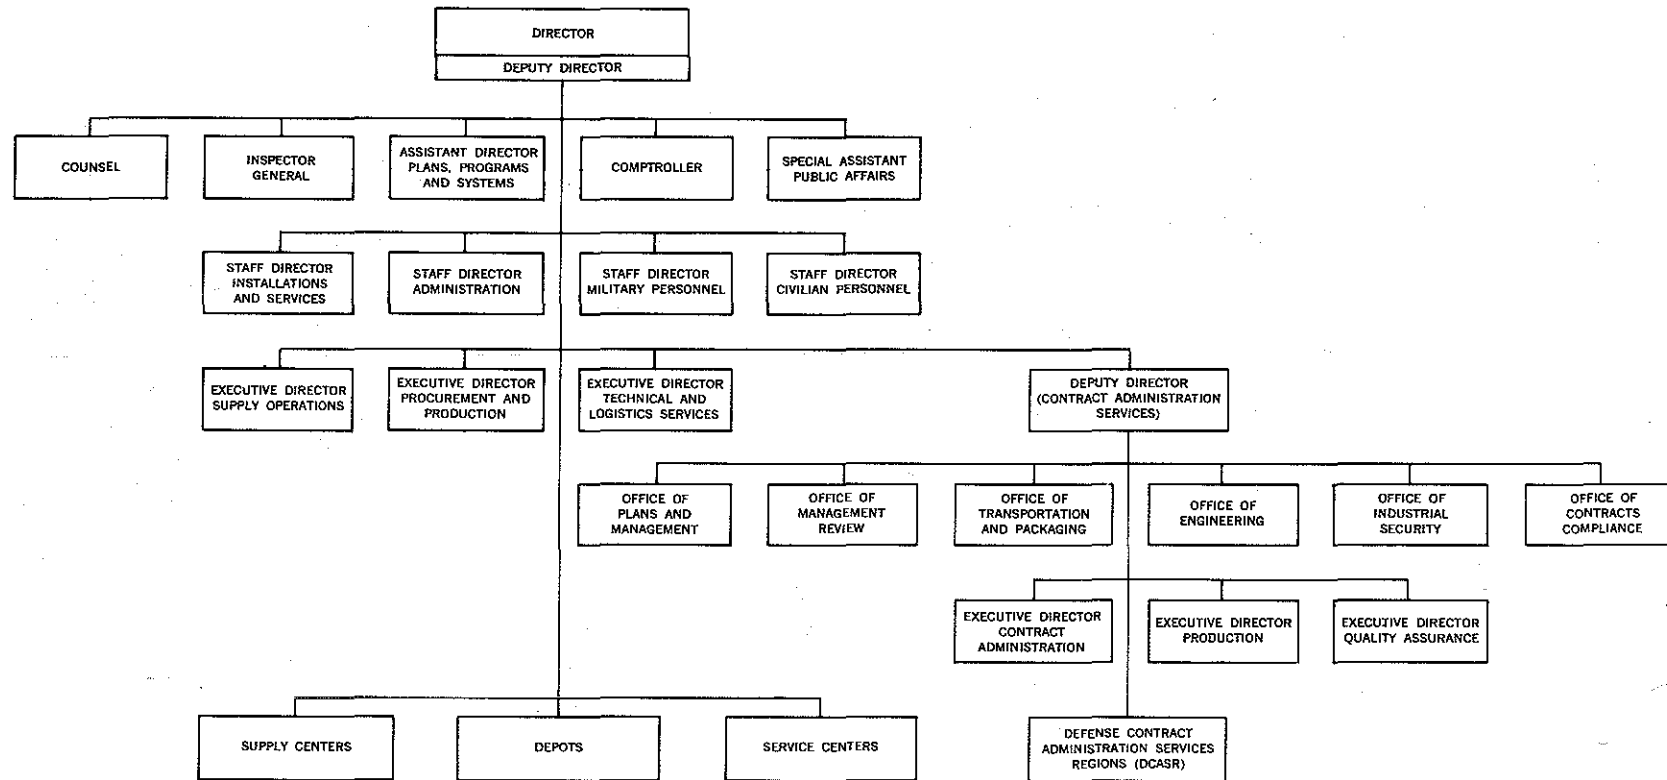 DIRECTOR
DEPUTY DIRECTOR
COUNSEL
INSPECTOR
GENERAL
ASSISTANT DIRECTOR
PLANS, PROGRAMS
AND SYSTEMS
COMPTROLLER
SPECIAL ASSISTANT
PUBLIC AFFAIRS
STAFF DIRECTOR
INSTALLATIONS
AND SERVICES
STAFF DIRECTOR
ADMINISTRATION
STAFF DIRECTOR
MILITARY PERSONNEL
STAFF DIRECTOR
CIVILIAN PERSONNEL
EXECUTIVE DIRECTOR
SUPPLY OPERATIONS
EXECUTIVE DIRECTOR
PROCUREMENT AND
PRODUCTION
EXECUTIVE DIRECTOR
TECHNICAL AND
LOGISTICS SERVICES
DEPUTY DIRECTOR
(CONTRACT ADMINISTRATION
SERVICES)
OFFICE OF
PLANS AND
MANAGEMENT
OFFICE OF
MANAGEMENT
REVIEW
OFFICE OF
TRANSPORTATION
AND PACKAGING
OFFICE OF
ENGINEERING
OFFICE OF
INDUSTRIAL
SECURITY
OFFICE OF
CONTRACTS
COMPLIANCE
EXECUTIVE DIRECTOR
CONTRACT
ADMINISTRATION
EXECUTIVE DIRECTOR
PRODUCTION
EXECUTIVE DIRECTOR
QUALITY ASSURANCE
SUPPLY CENTERS
DEPOTS
SERVICE CENTERS
DEFENSE CONTRACT
ADMINISTRATION SERVICES
REGIONS (DCASR)